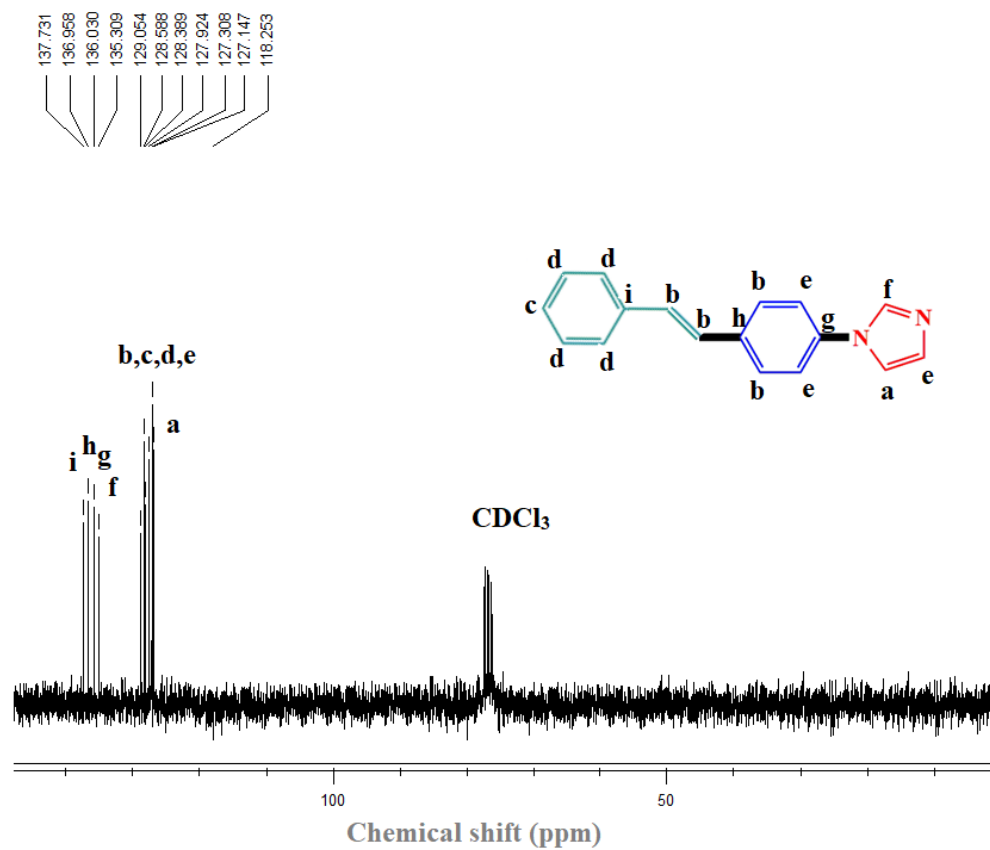 137.731
136.958
136.030
135.309
129.054
128.588
128.389
127.924
127.308
127.147
118.253
d d
c i b
d d
b h
b e
g
b e
f
N N
a e
b,c,d,e
a
i h g f
CDCl₃
100 50
Chemical shift (ppm)